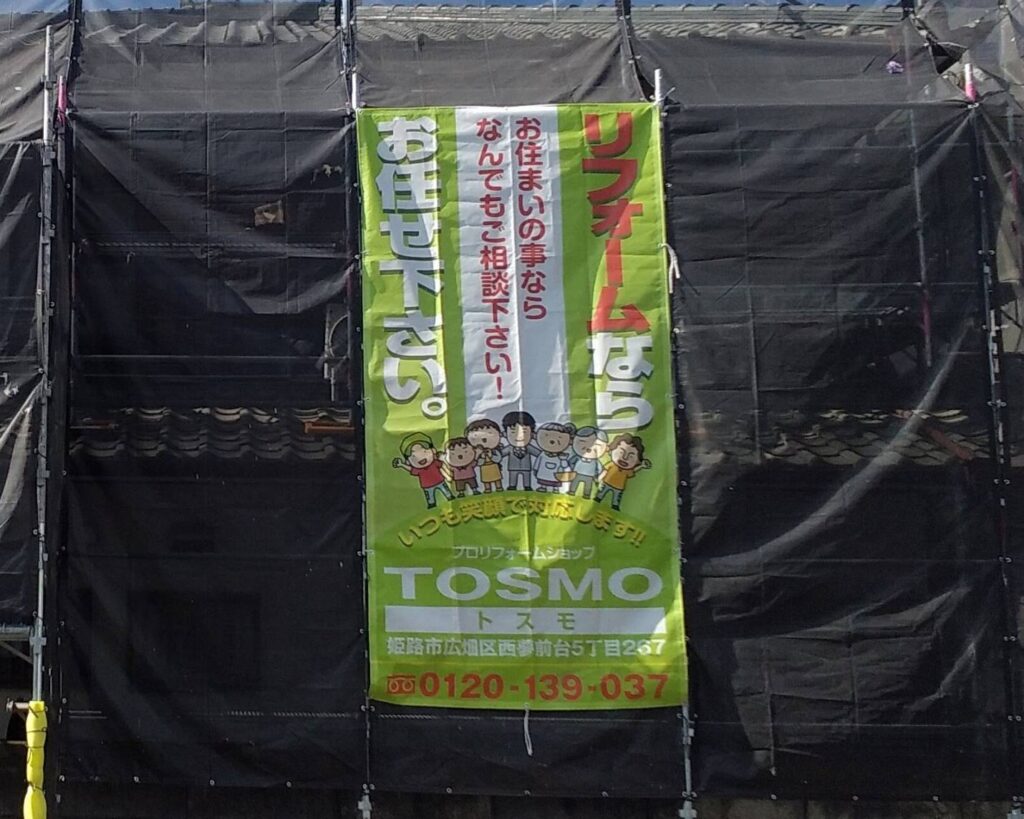 リフォームなら
お住まいの事なら
なんでもご相談下さい!
お任せ下さい。
いつも笑顔で対応します!!
プロリフォームショップ
TOSMO
トスモ
姫路市広畑区西夢前台5丁目267
0120-139-037